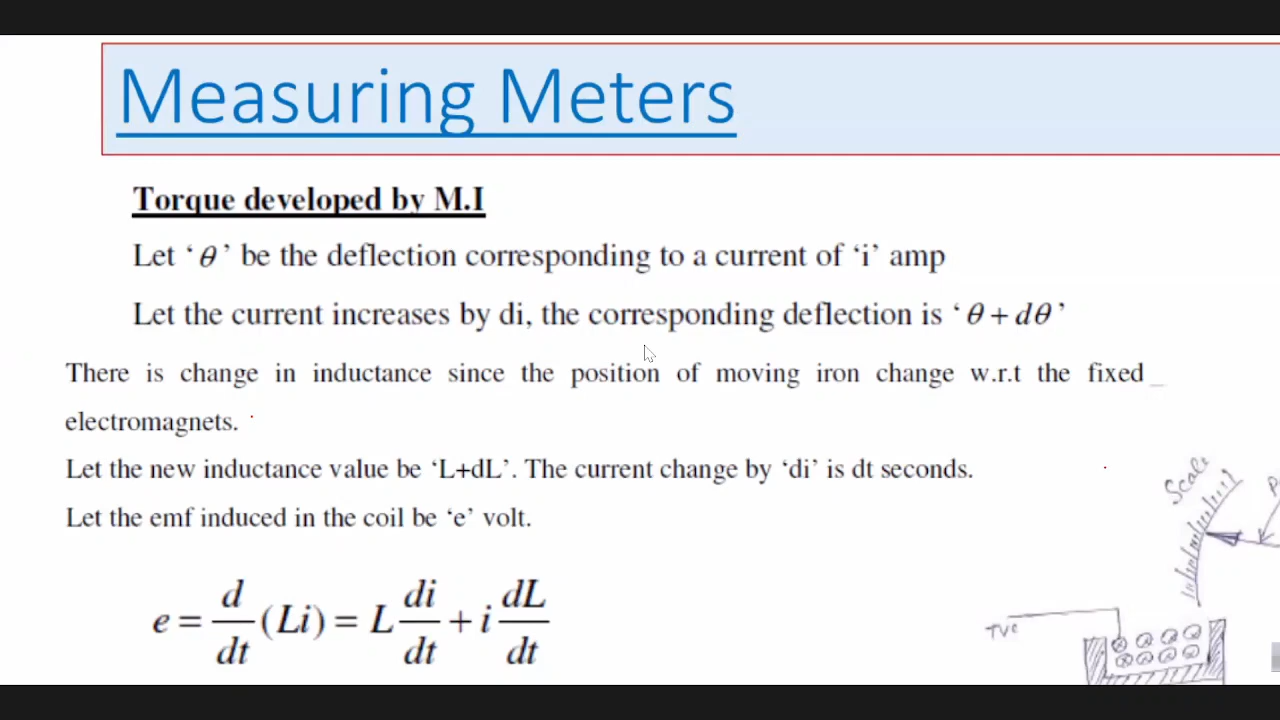 Measuring Meters
Torque developed by M.I
Let ‘θ’ be the deflection corresponding to a current of ‘i’ amp
Let the current increases by di, the corresponding deflection is ‘θ + dθ’
There is change in inductance since the position of moving iron change w.r.t the fixed
electromagnets.
Let the new inductance value be ‘L+dL’. The current change by ‘di’ is dt seconds.
Let the emf induced in the coil be ‘e’ volt.
e = d/dt (Li) = L di/dt + i dL/dt
Scale